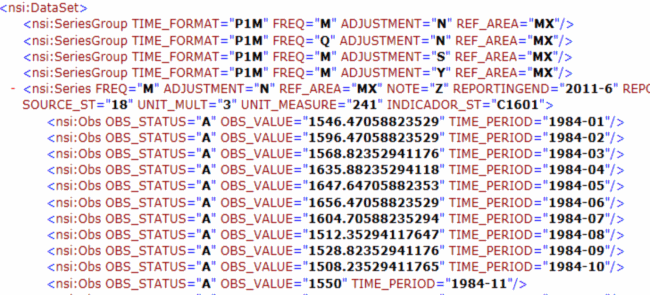 <nsi:DataSet>
<nsi:SeriesGroup TIME_FORMAT="P1M" FREQ="M" ADJUSTMENT="N" REF_AREA="MX"/>
<nsi:SeriesGroup TIME_FORMAT="P1M" FREQ="Q" ADJUSTMENT="N" REF_AREA="MX"/>
<nsi:SeriesGroup TIME_FORMAT="P1M" FREQ="M" ADJUSTMENT="S" REF_AREA="MX"/>
<nsi:SeriesGroup TIME_FORMAT="P1M" FREQ="M" ADJUSTMENT="Y" REF_AREA="MX"/>
- <nsi:Series FREQ="M" ADJUSTMENT="N" REF_AREA="MX" NOTE="Z" REPORTINGEND="2011-6" REPO
SOURCE_ST="18" UNIT_MULT="3" UNIT_MEASURE="241" INDICADOR_ST="C1601">
<nsi:Obs OBS_STATUS="A" OBS_VALUE="1546.47058823529" TIME_PERIOD="1984-01"/>
<nsi:Obs OBS_STATUS="A" OBS_VALUE="1596.47058823529" TIME_PERIOD="1984-02"/>
<nsi:Obs OBS_STATUS="A" OBS_VALUE="1568.82352941176" TIME_PERIOD="1984-03"/>
<nsi:Obs OBS_STATUS="A" OBS_VALUE="1635.88235294118" TIME_PERIOD="1984-04"/>
<nsi:Obs OBS_STATUS="A" OBS_VALUE="1647.6470582353" TIME_PERIOD="1984-05"/>
<nsi:Obs OBS_STATUS="A" OBS_VALUE="1656.47058823529" TIME_PERIOD="1984-06"/>
<nsi:Obs OBS_STATUS="A" OBS_VALUE="1604.70588235294" TIME_PERIOD="1984-07"/>
<nsi:Obs OBS_STATUS="A" OBS_VALUE="1512.35294117647" TIME_PERIOD="1984-08"/>
<nsi:Obs OBS_STATUS="A" OBS_VALUE="1528.82352941176" TIME_PERIOD="1984-09"/>
<nsi:Obs OBS_STATUS="A" OBS_VALUE="1508.23529411765" TIME_PERIOD="1984-10"/>
<nsi:Obs OBS_STATUS="A" OBS_VALUE="1550" TIME_PERIOD="1984-11"/>